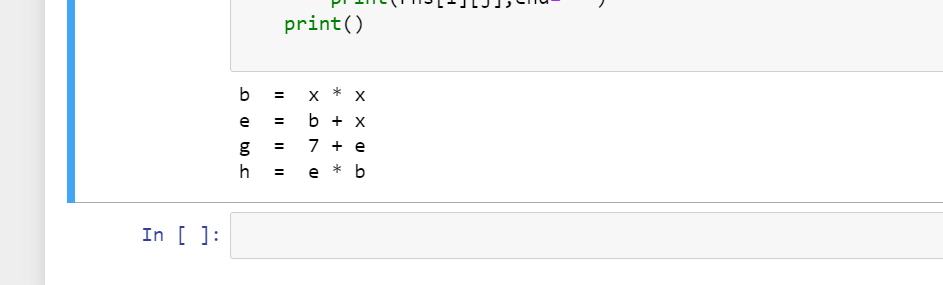 print()
b = x * x
e = b + x
g = 7 + e
h = e * b
In [ ]: